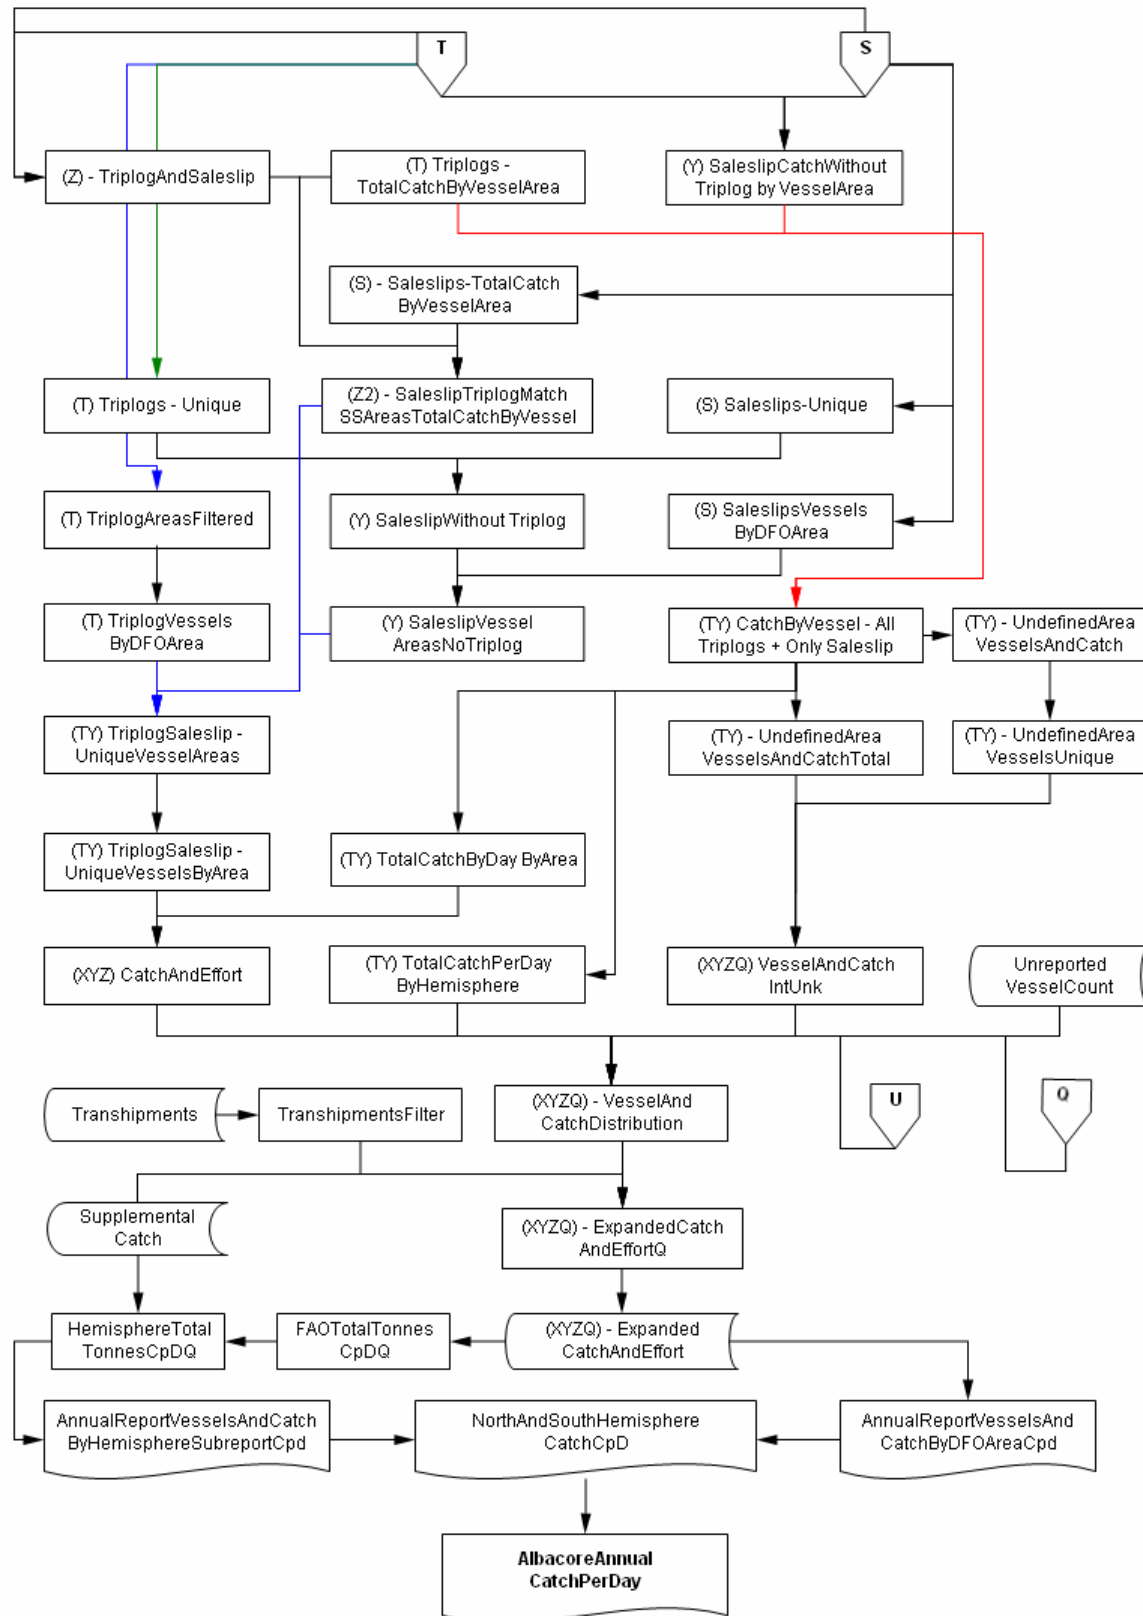 T
S
(Z) - TriplogAndSaleslip
(T) Triplogs -
TotalCatchByVesselArea
(Y) SaleslipCatchWithout
Triplog by VesselArea
(S) - Saleslips-TotalCatch
ByVesselArea
(T) Triplogs - Unique
(Z2) - SaleslipTriplogMatch
SSAreasTotalCatchByVessel
(S) Saleslips-Unique
(T) TriplogAreasFiltered
(Y) SaleslipWithout Triplog
(S) SaleslipsVessels
ByDFOArea
(T) TriplogVessels
ByDFOArea
(Y) SaleslipVessel
AreasNoTriplog
(TY) CatchByVessel - All
Triplogs + Only Saleslip
(TY) - UndefinedArea
VesselsAndCatch
(TY) TriplogSaleslip -
UniqueVesselAreas
(TY) - UndefinedArea
VesselsAndCatchTotal
(TY) - UndefinedArea
VesselsUnique
(TY) TriplogSaleslip -
UniqueVesselsByArea
(TY) TotalCatchByDay ByArea
(XYZ) CatchAndEffort
(TY) TotalCatchPerDay
ByHemisphere
(XYZQ) VesselAndCatch
IntUnk
Unreported
VesselCount
Transhipments
TranshipmentsFilter
(XYZQ) - VesselAnd
CatchDistribution
U
Q
Supplemental
Catch
(XYZQ) - ExpandedCatch
AndEffortQ
HemisphereTotal
TonnesCpDQ
FAOTotalTonnes
CpDQ
(XYZQ) - Expanded
CatchAndEffort
AnnualReportVesselsAndCatch
ByHemisphereSubreportCpd
NorthAndSouthHemisphere
CatchCpD
AnnualReportVesselsAnd
CatchByDFOAreaCpd
AlbacoreAnnual
CatchPerDay